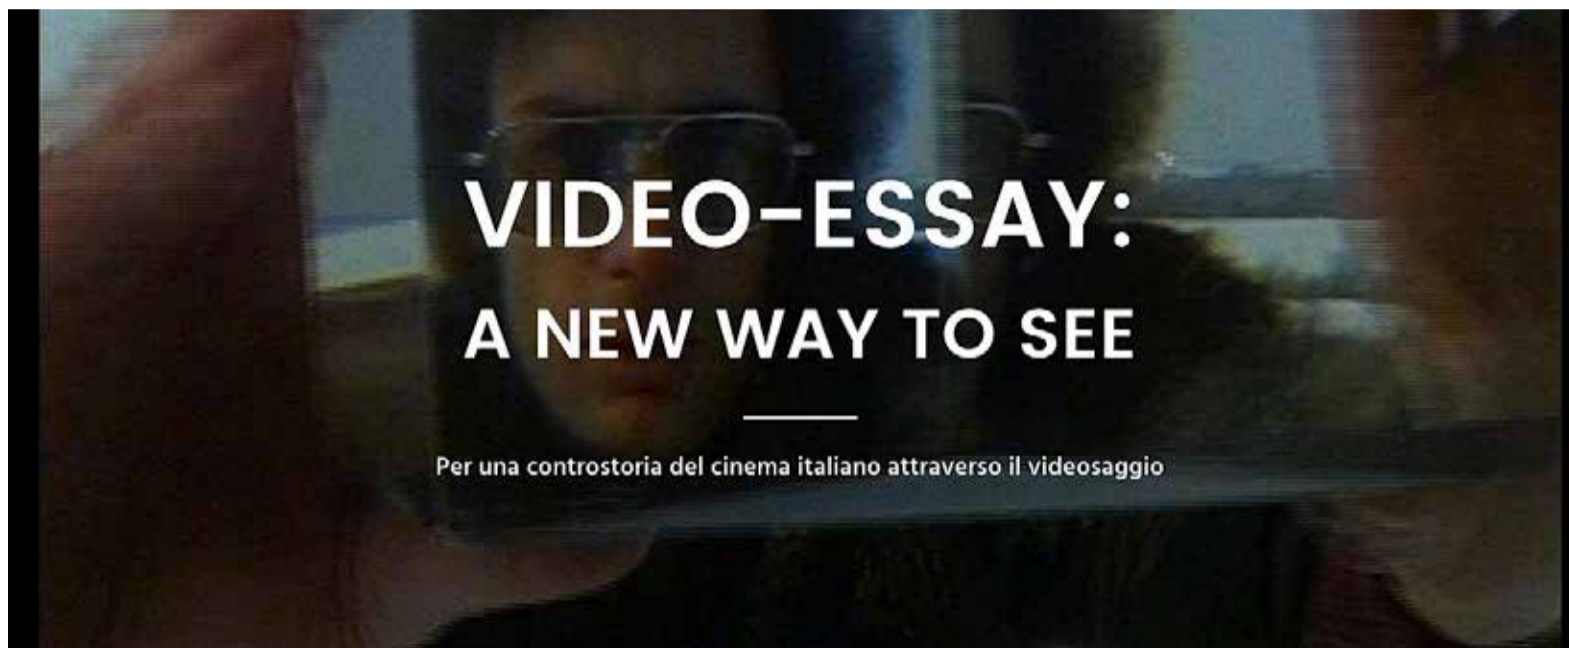 VIDEO-ESSAY:
A NEW WAY TO SEE
Per una controstoria del cinema italiano attraverso il videosaggio